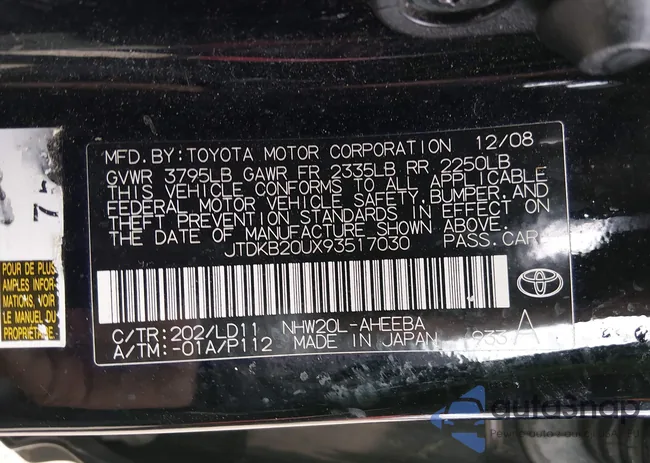 MFD.BY:TOYOTA MOTOR CORPORATION 12/08
GVWR 3795LB GAWR FR 2335LB RR 2250LB
THIS VEHICLE CONFORMS TO ALL APPLICABLE
FEDERAL MOTOR VEHICLE SAFETY,BUMPER,AND
THEFT PREVENTION STANDARDS IN EFFECT ON
THE DATE OF MANUFACTURE SHOWN ABOVE.
JTDKB20UX93517030 PASS.CAR
C/TR:202/LD11 NHW20L-AHEEBA
A/TM:-01A/P112 MADE IN JAPAN 933 A
7
POUR DE PLUS
AMPLES INFOR
MATIONS, VOIR
LE MANUEL DU
PROPRIÉTAIRE
autosnap